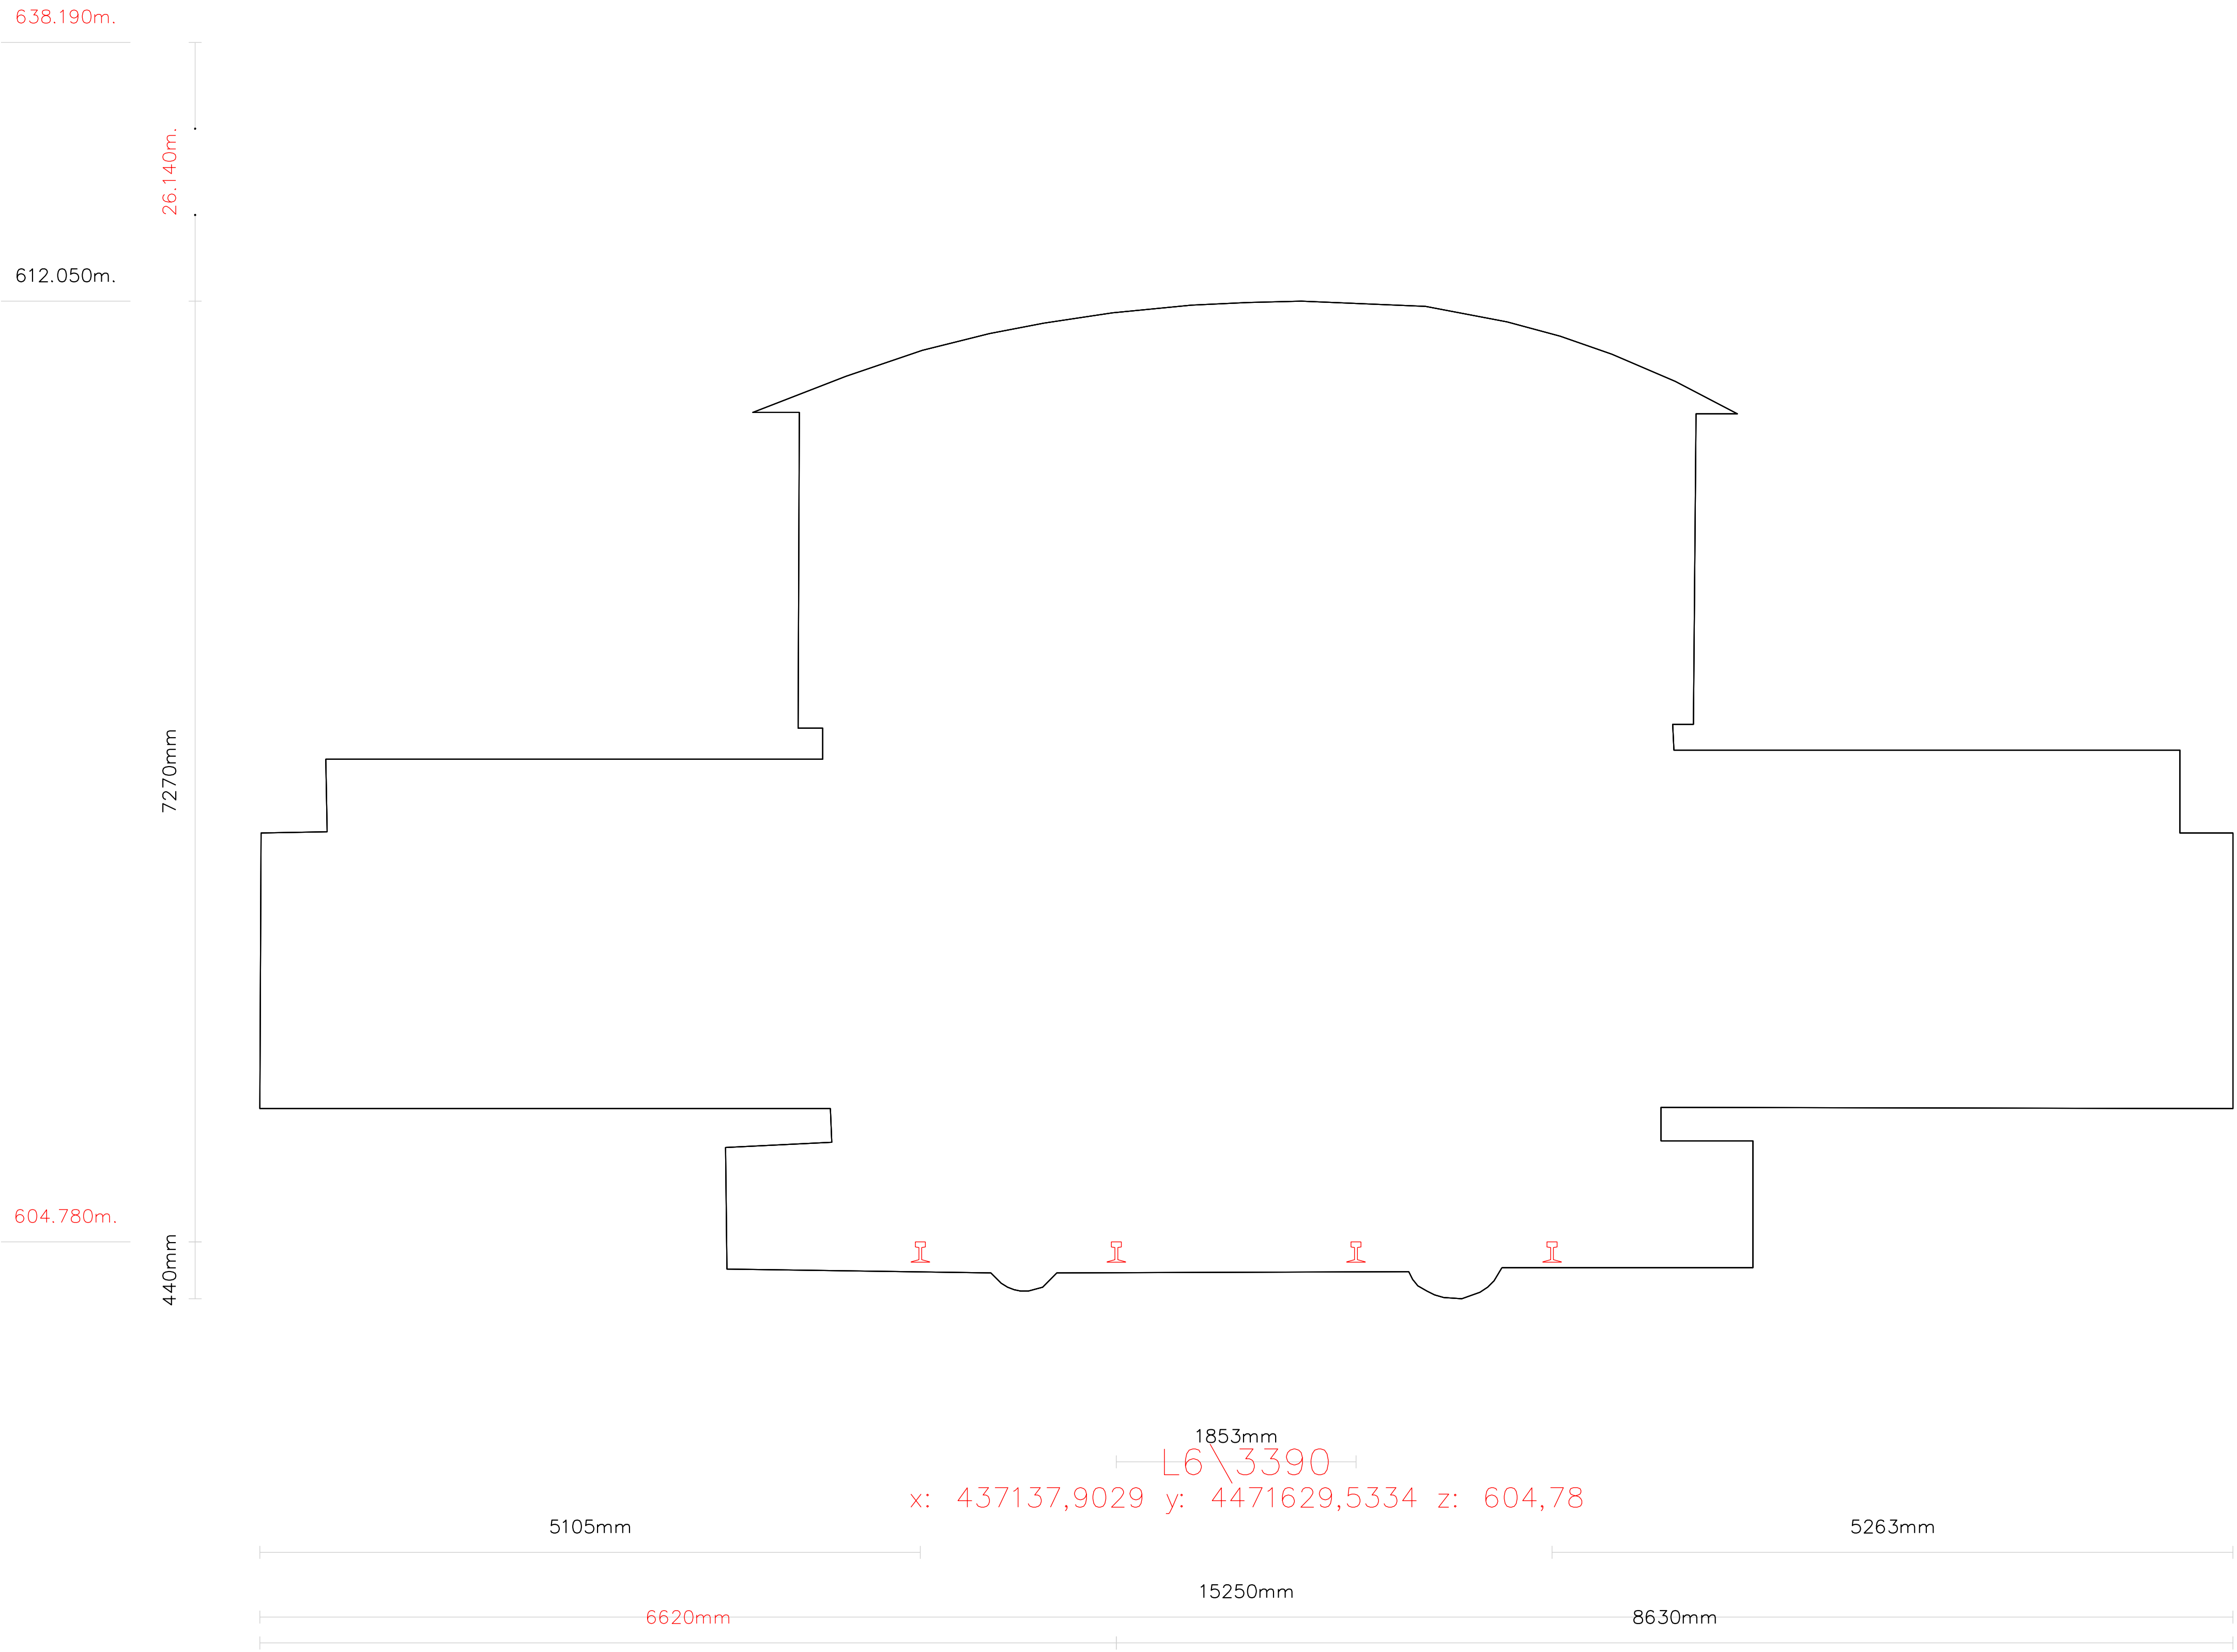 638.190m.
26.140m.
612.050m.
7270mm
604.780m.
440mm
1853mm
L6\3390
x: 437137,9029 y: 4471629,5334 z: 604,78
5105mm
5263mm
15250mm
6620mm
8630mm